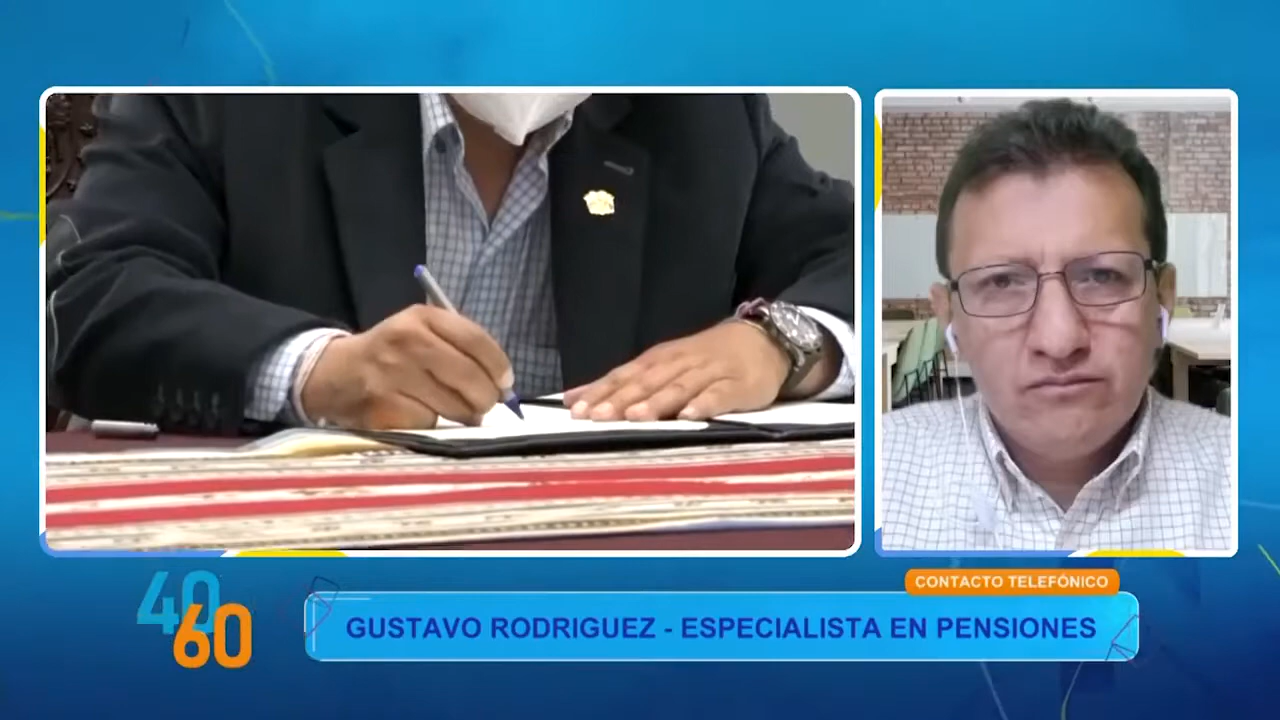 CONTACTO TELEFÓNICO
40
60
GUSTAVO RODRIGUEZ - ESPECIALISTA EN PENSIONES